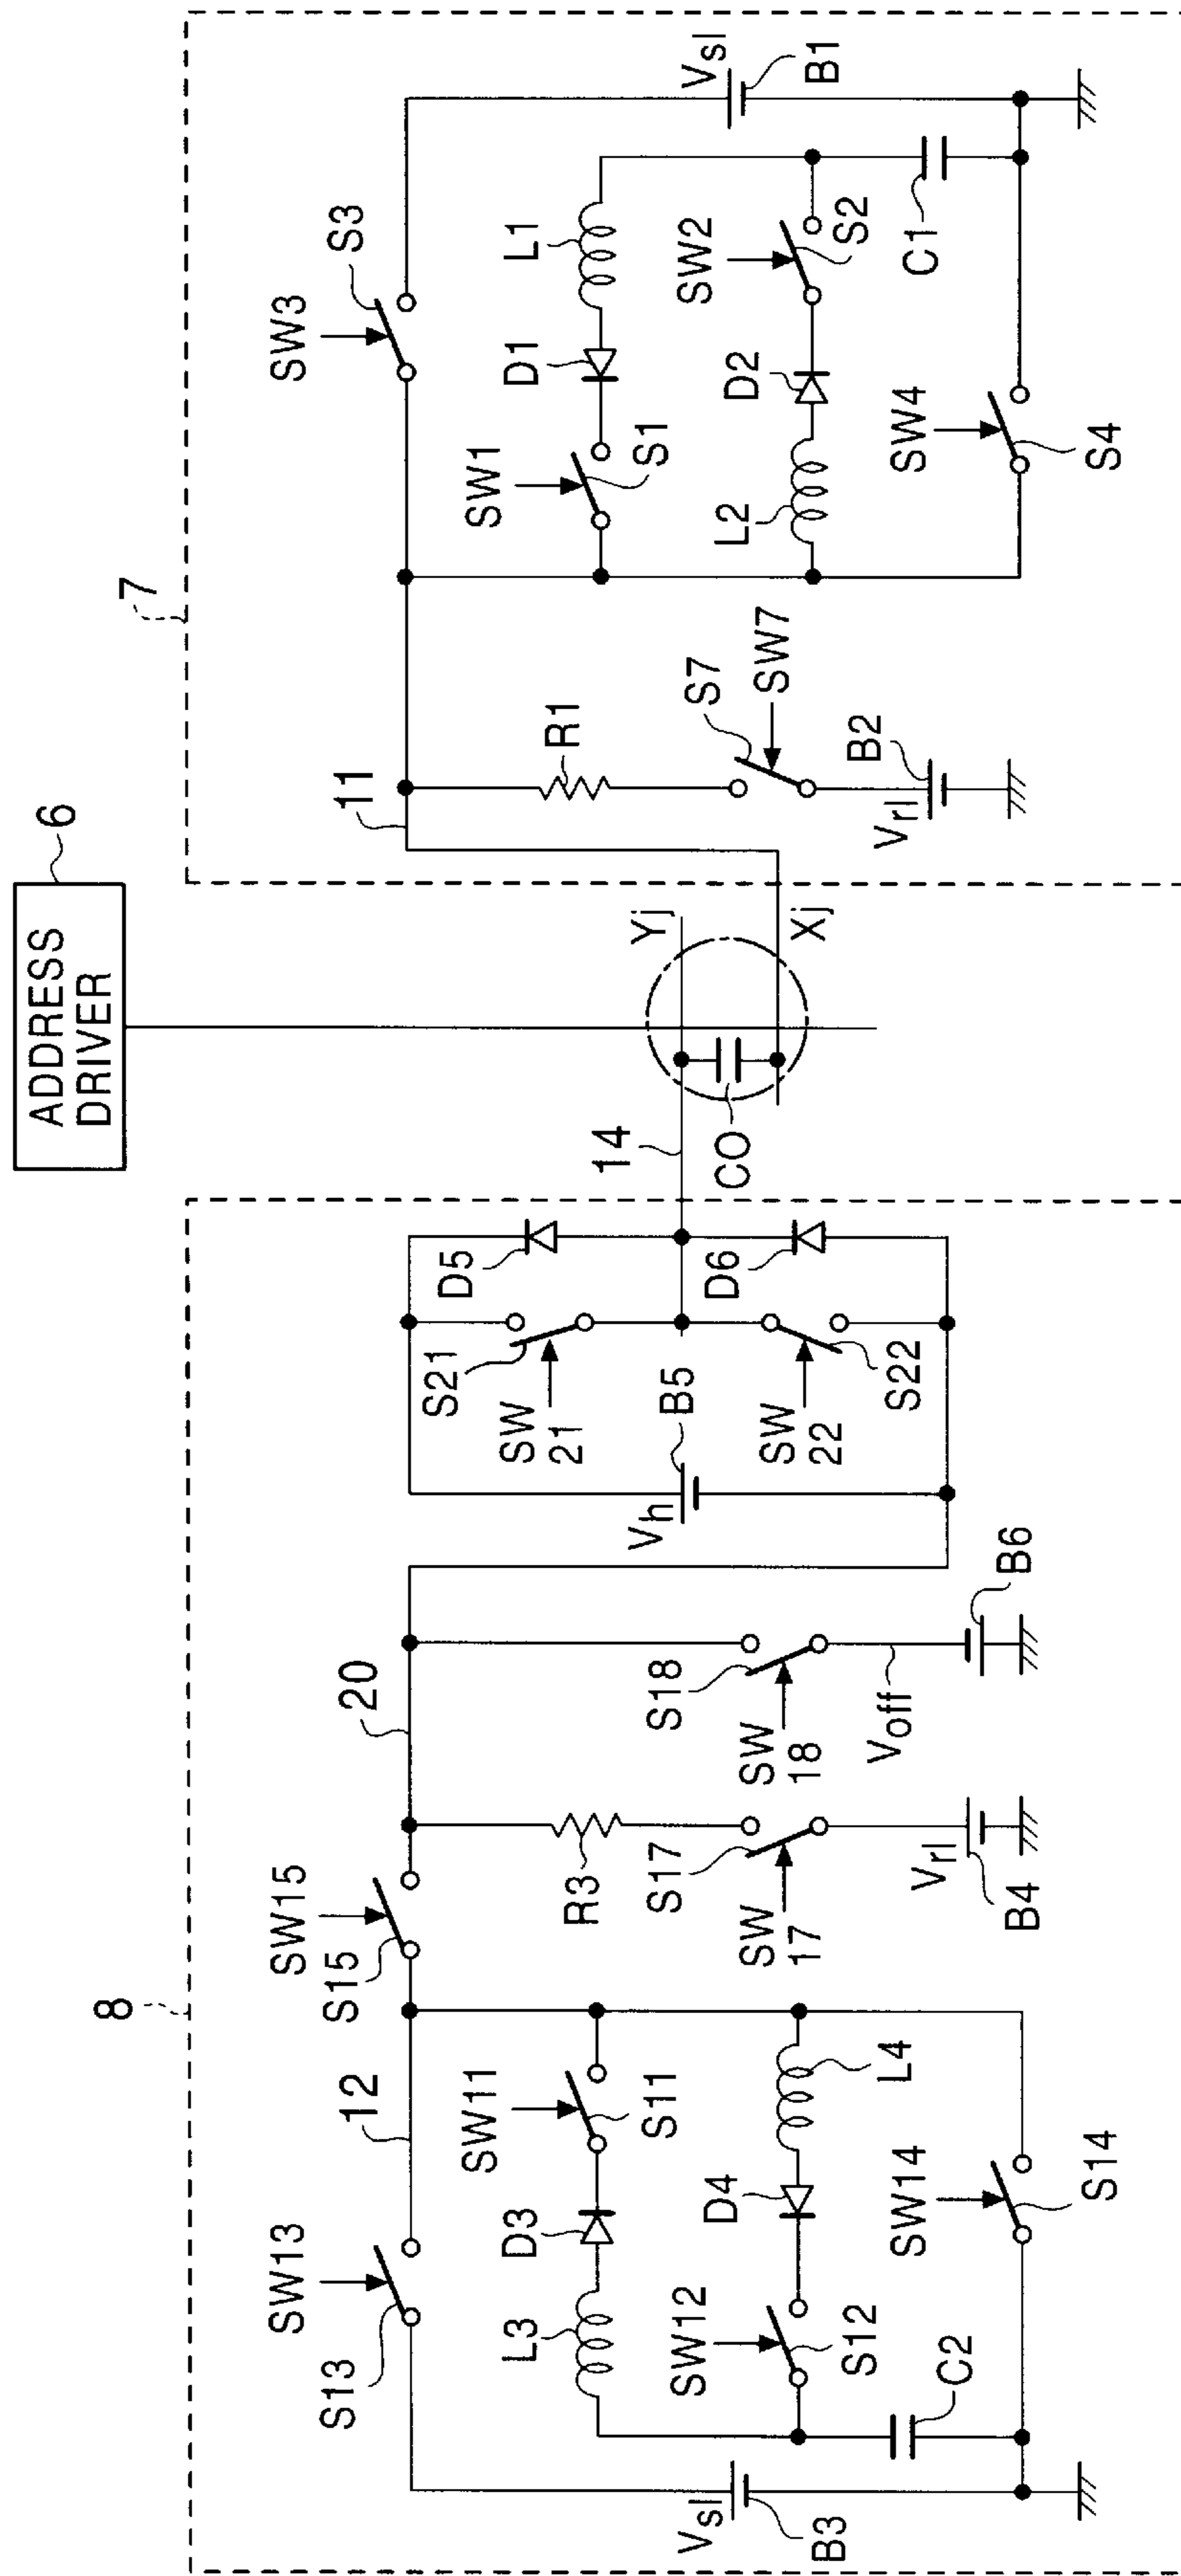 ADDRESS
DRIVER
6
7
8
SW13
S13
12
SW15
S15
20
SW11
S11
D3
L3
SW12
S12
D4
L4
C2
SW14
S14
Vsl
B3
R3
S17
SW
17
Vrl
B4
S18
SW
18
Voff
B6
Vh
B5
S21
SW
21
D5
SW
22
S22
D6
14
CO
Yj
Xj
11
R1
S7
SW7
Vrl
B2
SW3
S3
SW1
S1
D1
L1
L2
D2
SW2
S2
C1
SW4
S4
Vsl
B1